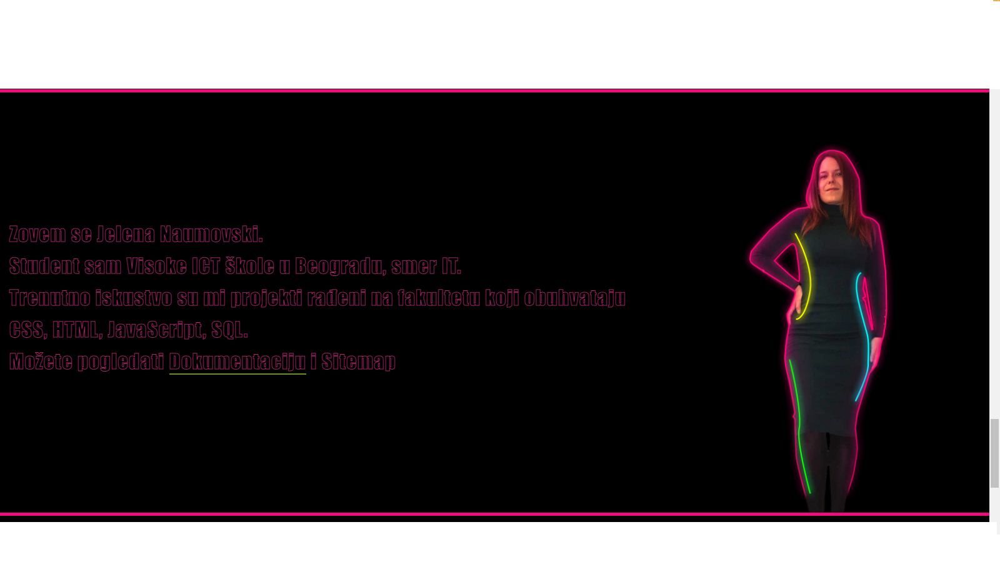 Zovem se Jelena Naumovski.
Student sam Visoke ICT škole u Beogradu, smer IT.
Trenutno iskustvo su mi projekti rađeni na fakultetu koji obuhvataju
CSS, HTML, JavaScript, SQL.
Možete pogledati Dokumentaciju i Sitemap